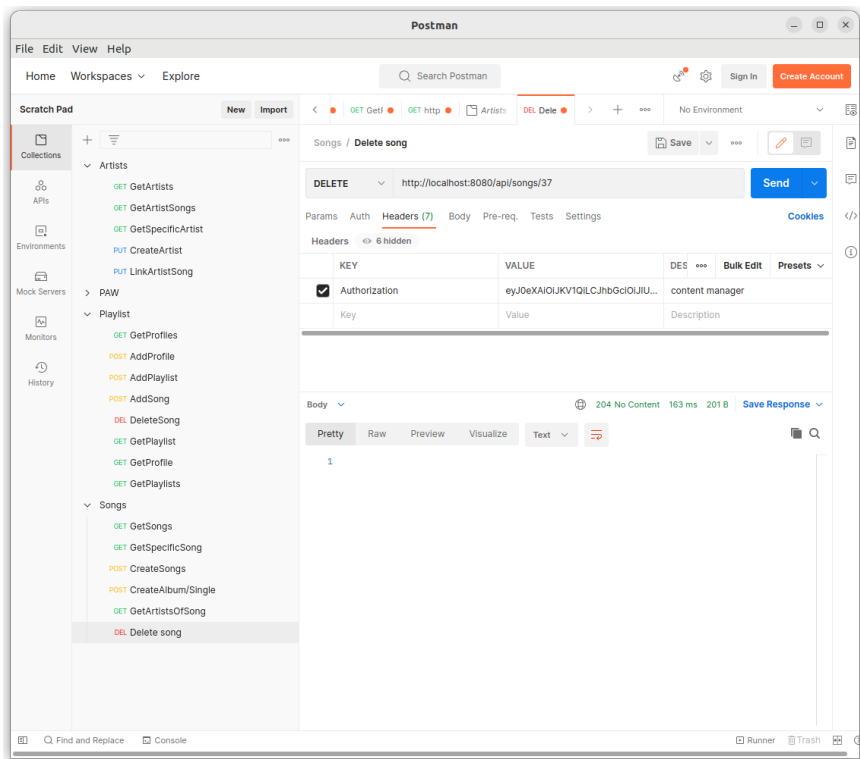 Postman
File Edit View Help
Home Workspaces Explore Search Postman Sign In Create Account
Scratch Pad New Import GET GetF GET http Artists DEL Dele No Environment
Collections
APIs
Environments
Mock Servers
Monitors
History
Artists
GET GetArtists
GET GetArtistSongs
GET GetSpecificArtist
PUT CreateArtist
PUT LinkArtistSong
PAW
Playlist
GET GetProfiles
POST AddProfile
POST AddPlaylist
POST AddSong
DEL DeleteSong
GET GetPlaylist
GET GetProfile
GET GetPlaylists
Songs
GET GetSongs
GET GetSpecificSong
POST CreateSongs
POST CreateAlbum/Single
GET GetArtistsOfSong
DEL Delete song
Songs / Delete song Save
DELETE http://localhost:8080/api/songs/37 Send
Params Auth Headers (7) Body Pre-req. Tests Settings Cookies
Headers 6 hidden
KEY VALUE DES Bulk Edit Presets
Authorization eyJ0eXAiOiJKV1QiLCJhbGciOiJIU... content manager
Key Value Description
Body 204 No Content 163 ms 201 B Save Response
Pretty Raw Preview Visualize Text
1
Find and Replace Console Runner Trash